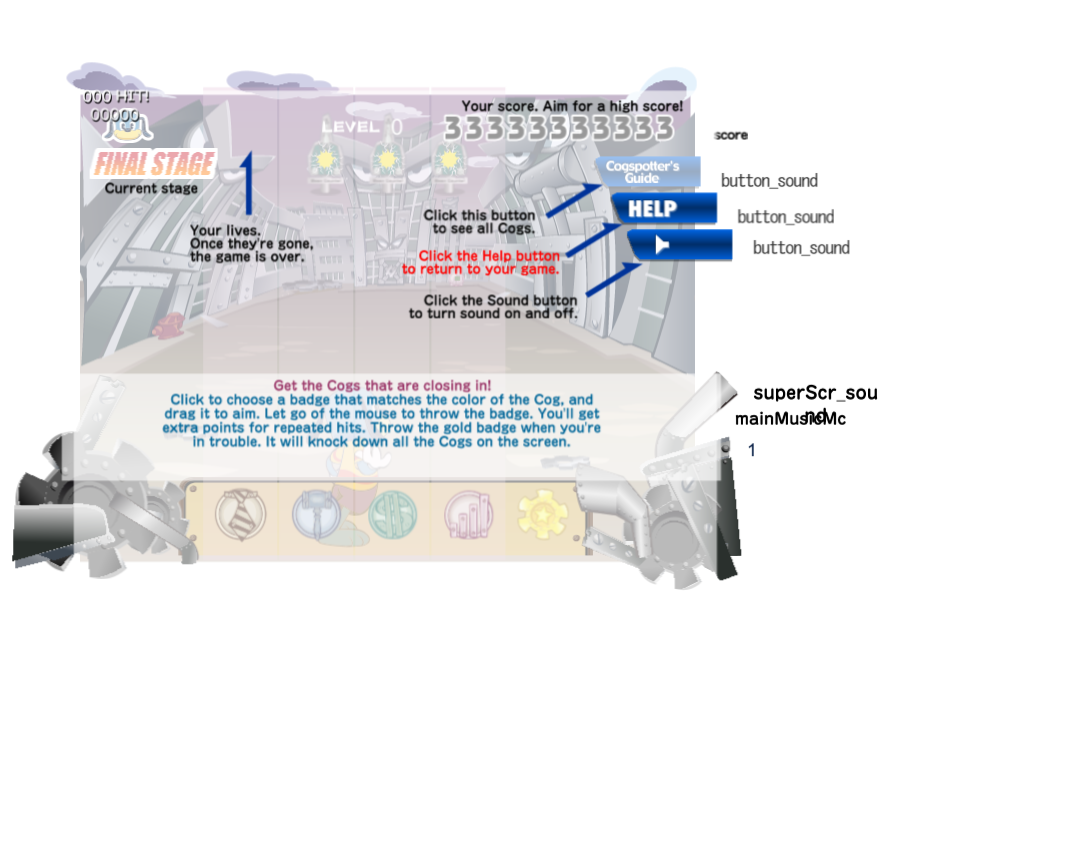 000 HIT!
00000
Your score. Aim for a high score!
LEVEL 0
33333333333
score
FINAL STAGE
Current stage
Cogspotter's
Guide
button_sound
HELP
button_sound
button_sound
Click this button
to see all Cogs.
Your lives.
Once they're gone,
the game is over.
Click the Help button
to return to your game.
Click the Sound button
to turn sound on and off.
Get the Cogs that are closing in!
Click to choose a badge that matches the color of the Cog, and
drag it to aim. Let go of the mouse to throw the badge. You'll get
extra points for repeated hits. Throw the gold badge when you're
in trouble. It will knock down all the Cogs on the screen.
superScr_sou
nd
mainMusicMc
1